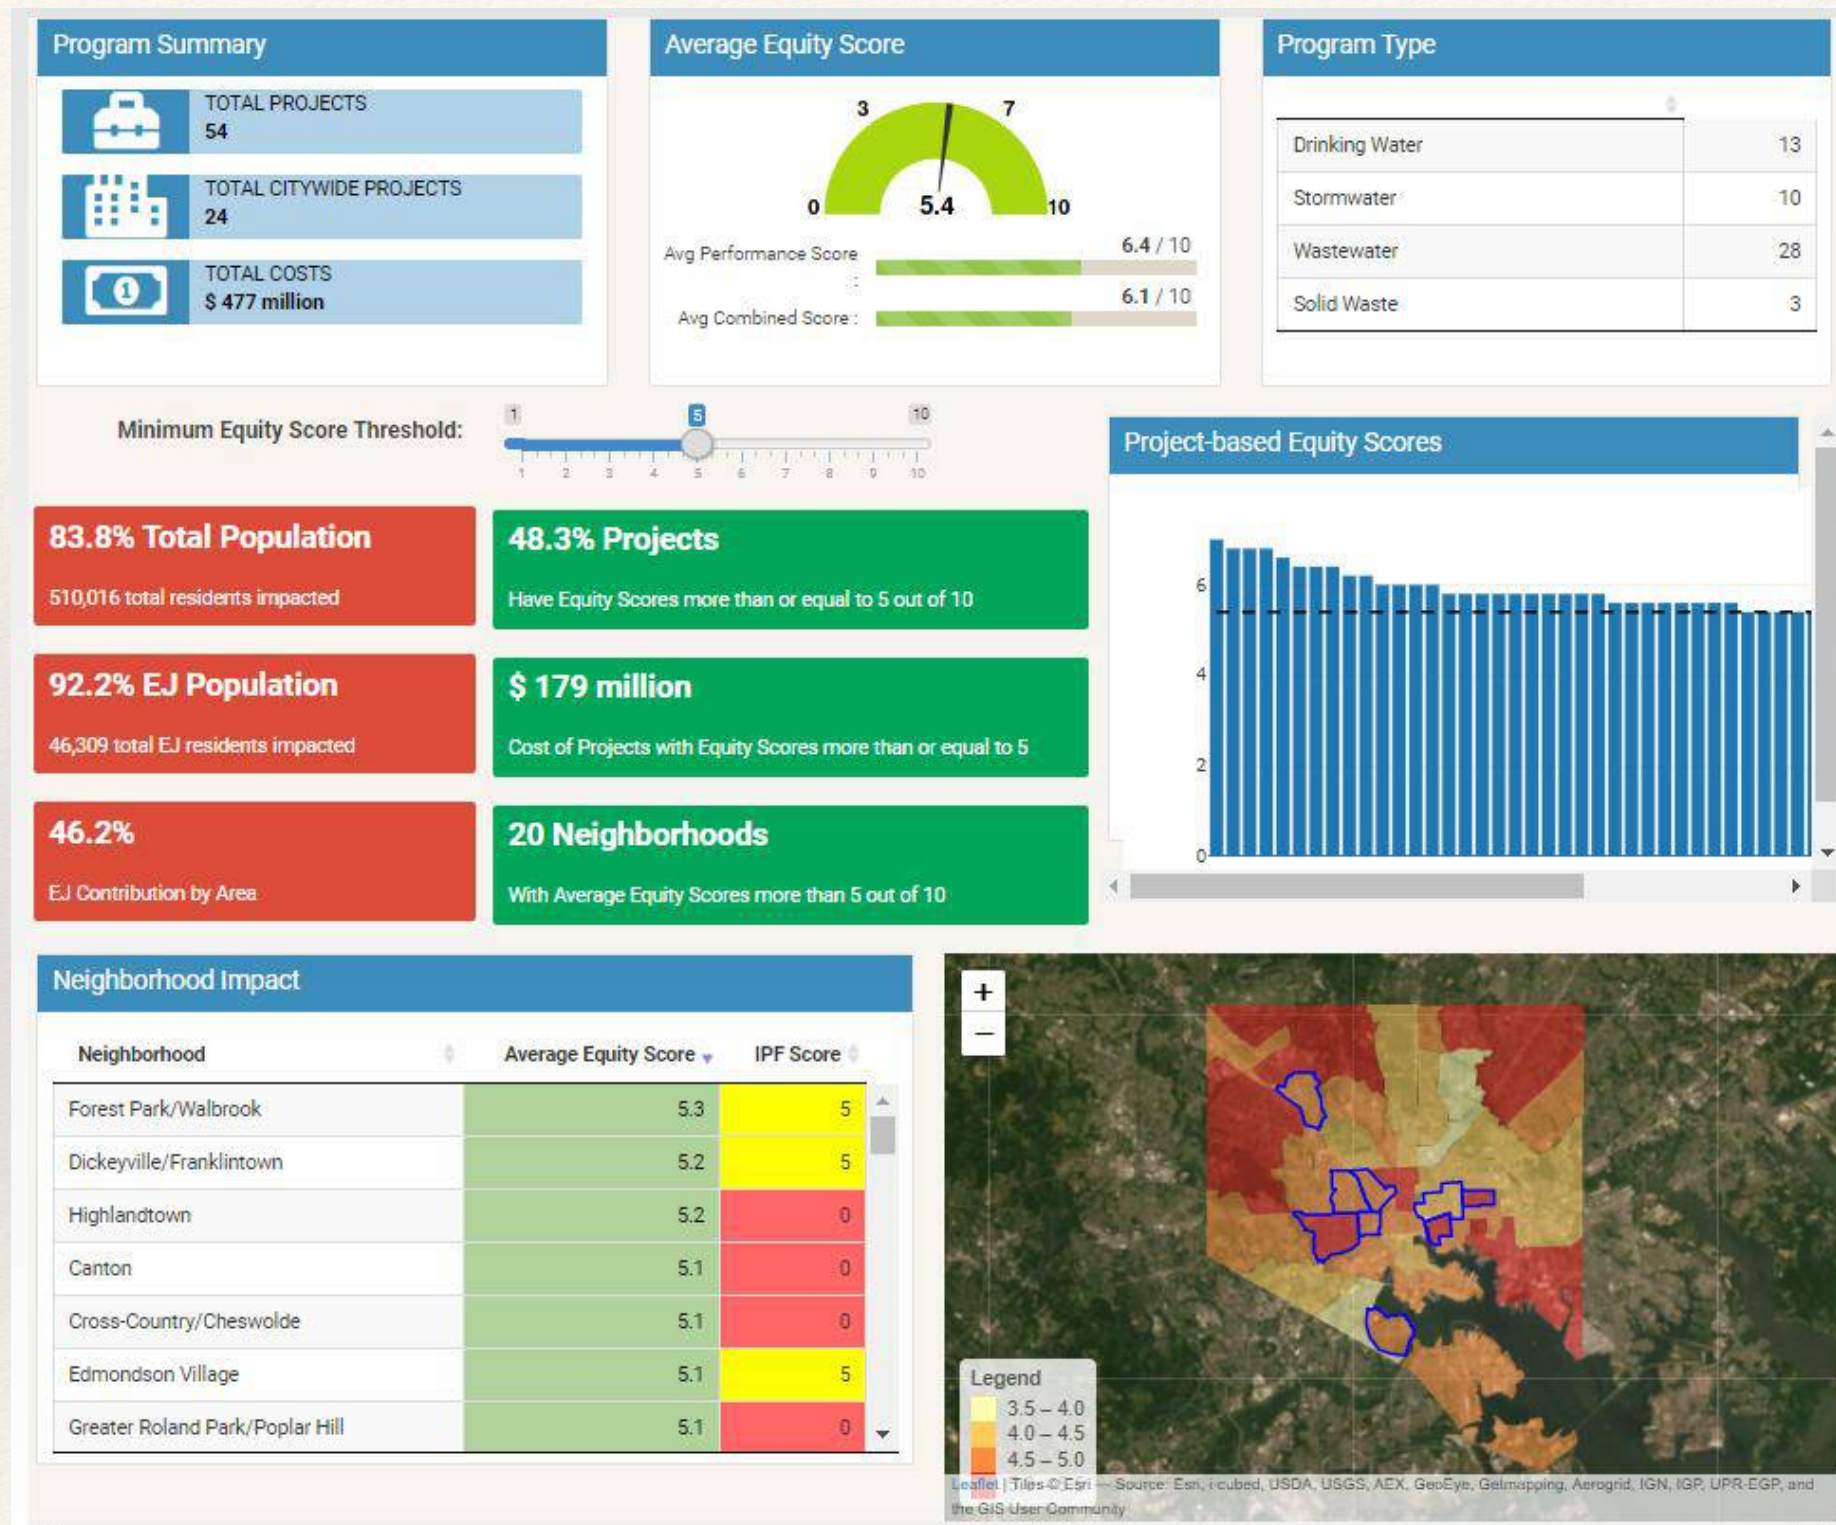 Program Summary
TOTAL PROJECTS
54
TOTAL CITYWIDE PROJECTS
24
TOTAL COSTS
$ 477 million
Average Equity Score
3
7
0
5.4
10
Avg Performance Score
:
6.4 / 10
Avg Combined Score :
6.1 / 10
Program Type
Drinking Water 13
Stormwater 10
Wastewater 28
Solid Waste 3
Minimum Equity Score Threshold:
1 5 10
1 2 3 4 5 6 7 8 9 10
83.8% Total Population
510,016 total residents impacted
48.3% Projects
Have Equity Scores more than or equal to 5 out of 10
92.2% EJ Population
46,309 total EJ residents impacted
$ 179 million
Cost of Projects with Equity Scores more than or equal to 5
46.2%
EJ Contribution by Area
20 Neighborhoods
With Average Equity Scores more than 5 out of 10
Project-based Equity Scores
6
4
2
0
Neighborhood Impact
Neighborhood Average Equity Score IPF Score
Forest Park/Walbrook 5.3 5
Dickeyville/Franklintown 5.2 5
Highlandtown 5.2 0
Canton 5.1 0
Cross-Country/Cheswolde 5.1 0
Edmondson Village 5.1 5
Greater Roland Park/Poplar Hill 5.1 0
+
−
Legend
3.5 – 4.0
4.0 – 4.5
4.5 – 5.0
Leaflet | Tiles © Esri — Source: Esri, i-cubed, USDA, USGS, AEX, GeoEye, Getmapping, Aerogrid, IGN, IGP, UPR-EGP, and
the GIS User Community